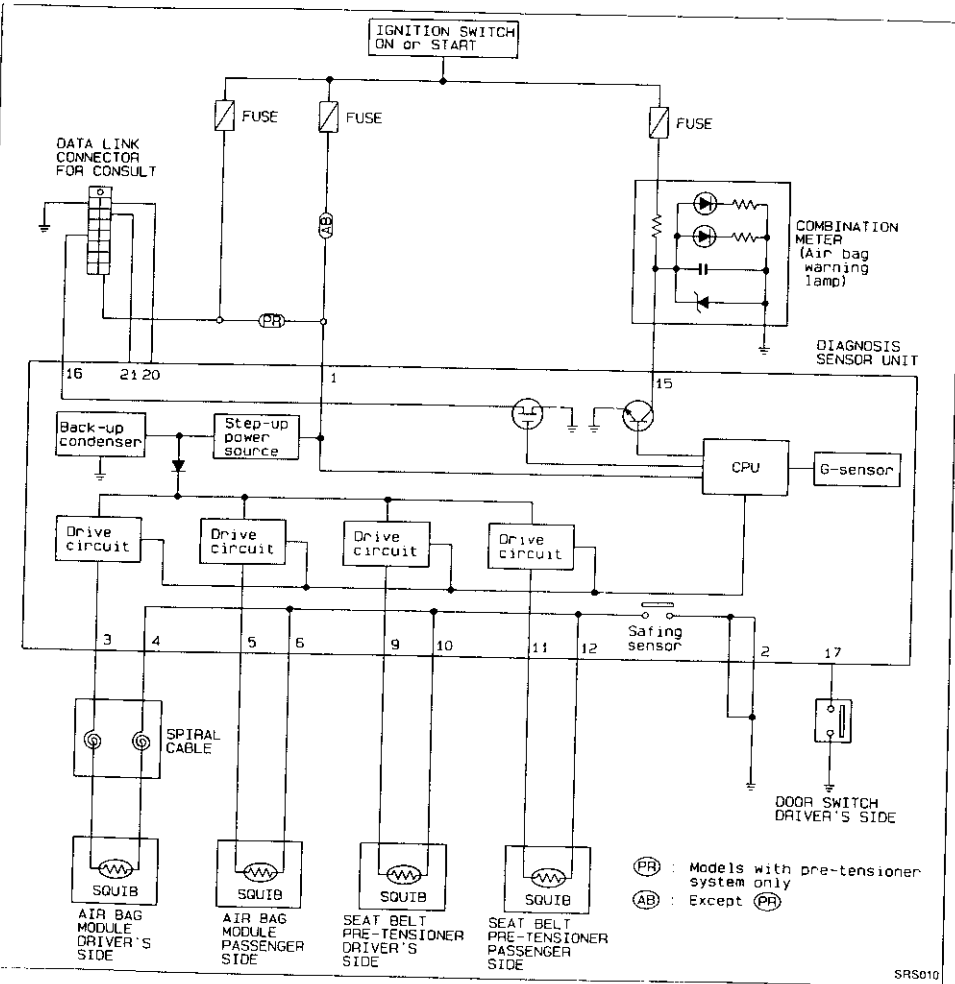 IGNITION SWITCH
ON or START
FUSE
FUSE
FUSE
DATA LINK
CONNECTOR
FOR CONSULT
AB
PR
COMBINATION
METER
(Air bag
warning
lamp)
DIAGNOSIS
SENSOR UNIT
16
21
20
1
15
Back-up
condenser
Step-up
power
source
CPU
G-sensor
Drive
circuit
Drive
circuit
Drive
circuit
Drive
circuit
Safing
sensor
3
4
5
6
9
10
11
12
2
17
SPIRAL
CABLE
DOOR SWITCH
DRIVER'S SIDE
SQUIB
SQUIB
SQUIB
SQUIB
AIR BAG
MODULE
DRIVER'S
SIDE
AIR BAG
MODULE
PASSENGER
SIDE
SEAT BELT
PRE-TENSIONER
DRIVER'S
SIDE
SEAT BELT
PRE-TENSIONER
PASSENGER
SIDE
PR : Models with pre-tensioner
system only
AB : Except PR
SRS010